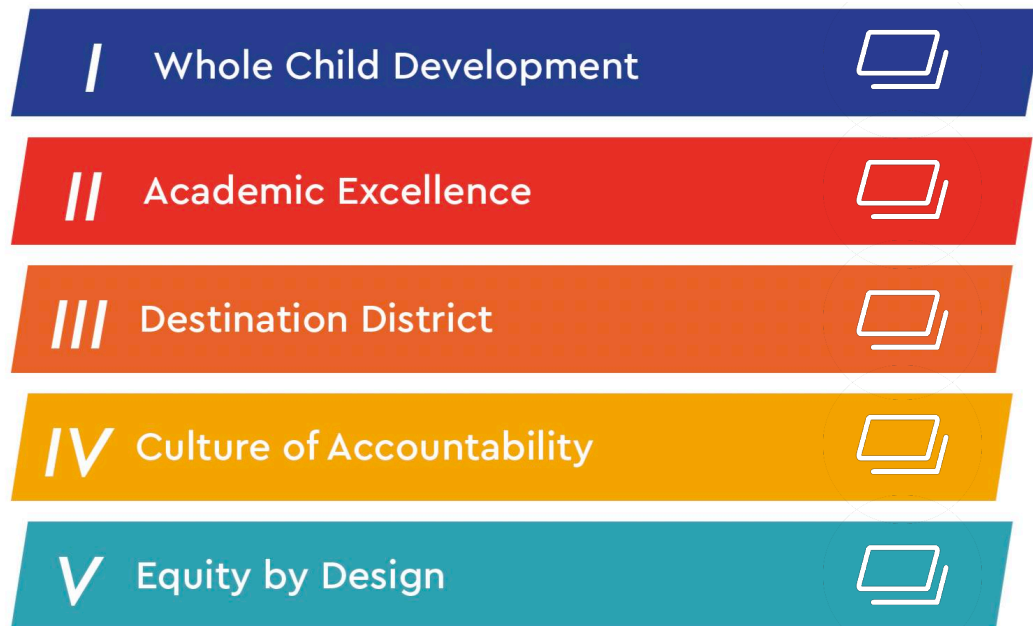 I Whole Child Development
II Academic Excellence
III Destination District
IV Culture of Accountability
V Equity by Design